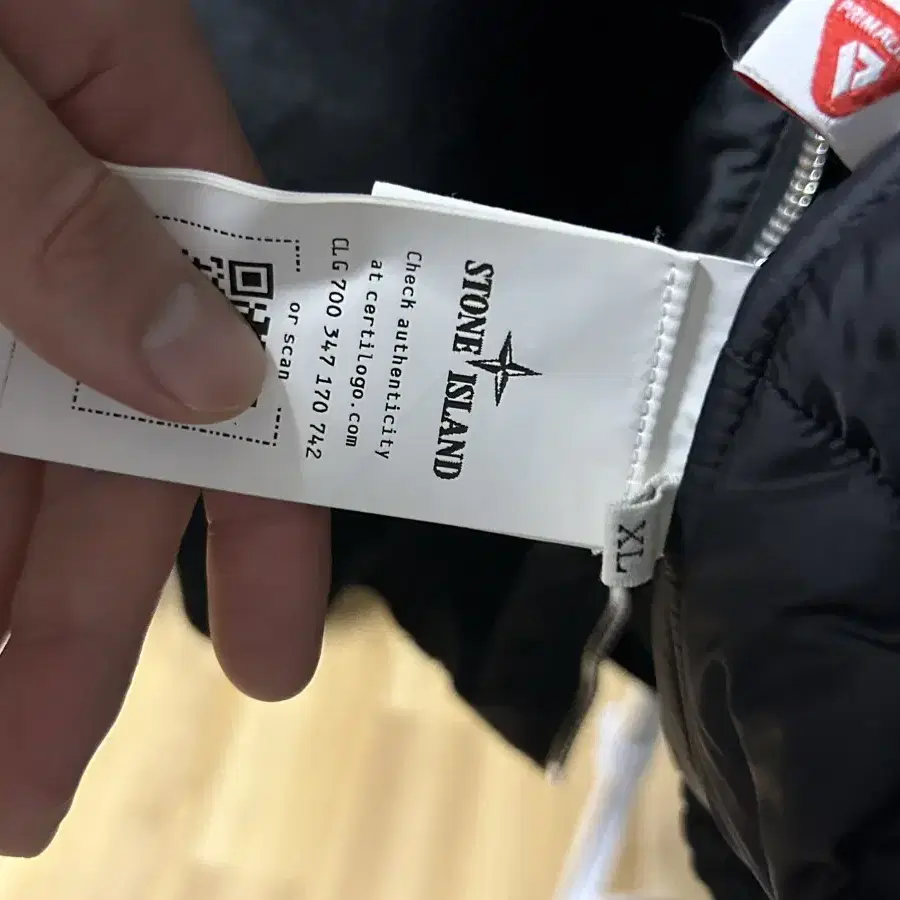 STONE ISLAND
Check authenticity
at certilogo.com
CLG 700 347 170 742
or scan
XL